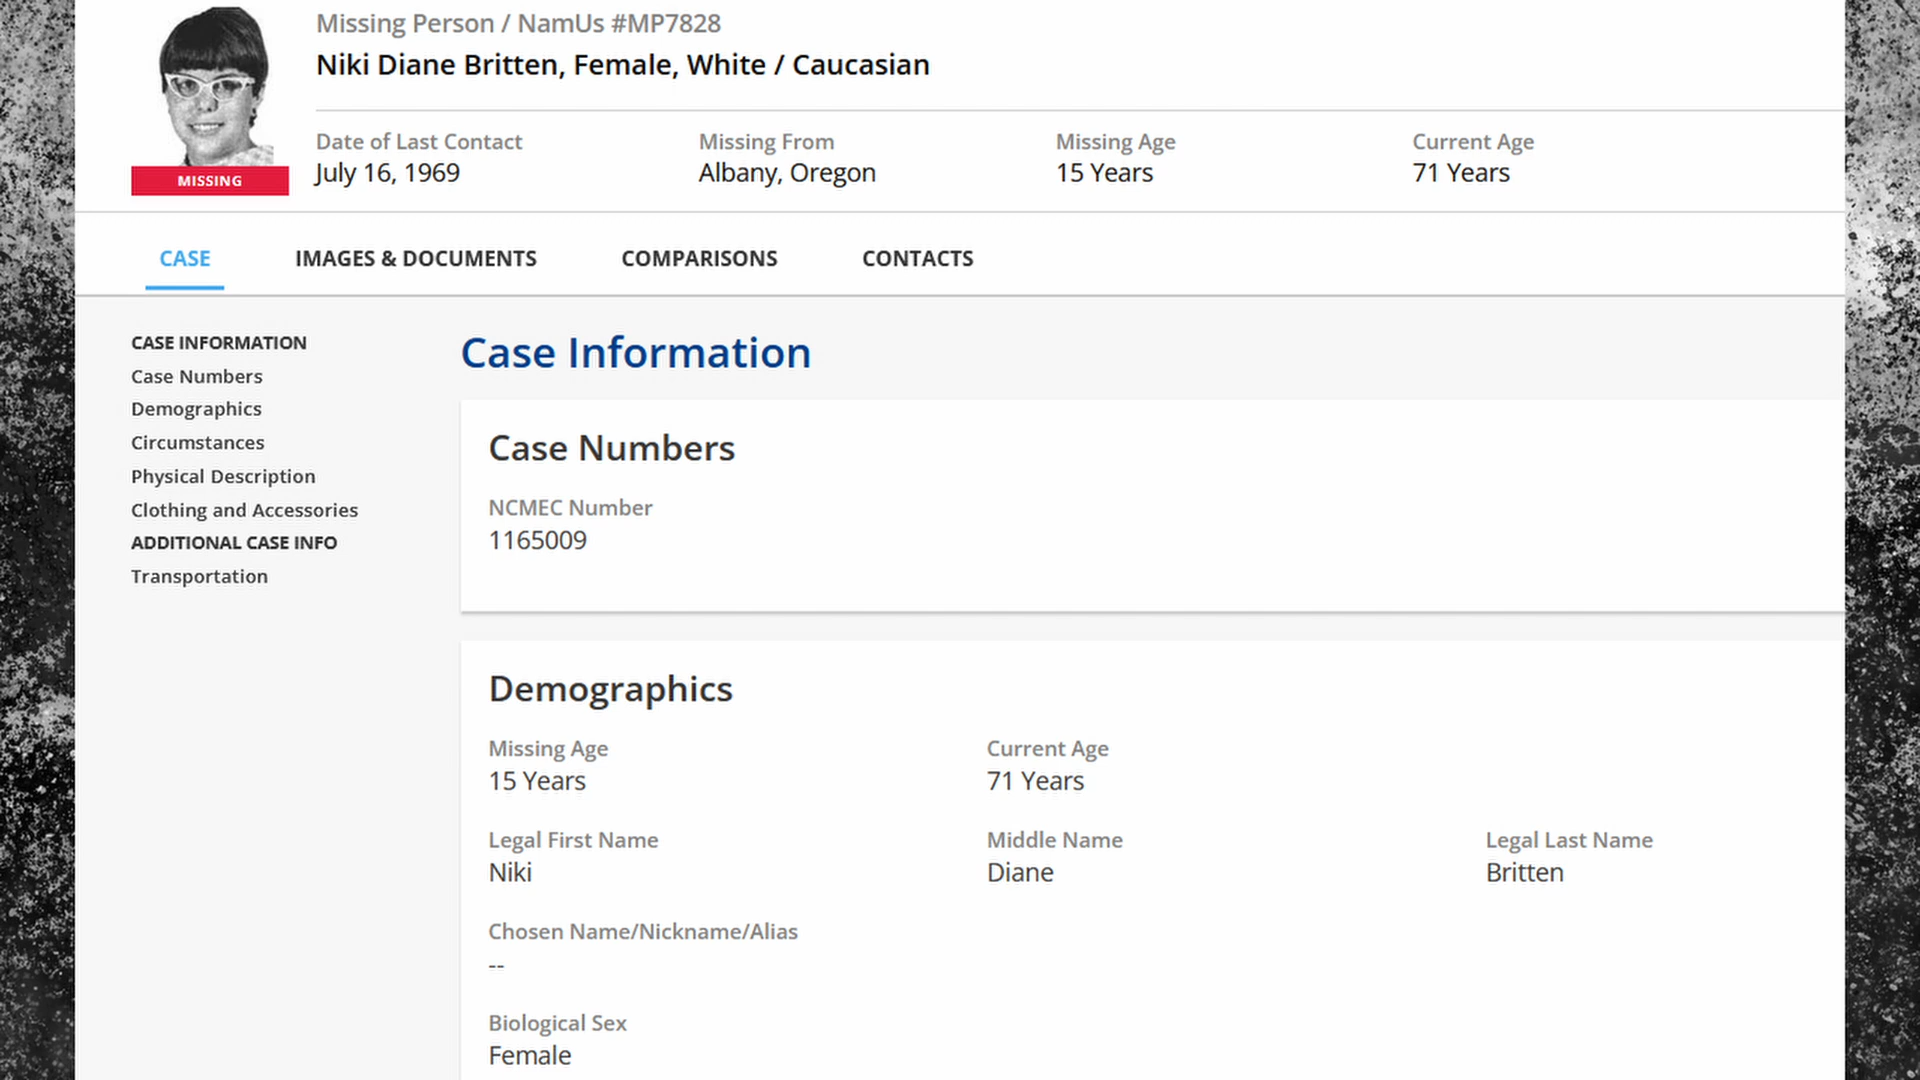 Missing Person / NamUs #MP7828
Niki Diane Britten, Female, White / Caucasian
MISSING
Date of Last Contact
July 16, 1969
Missing From
Albany, Oregon
Missing Age
15 Years
Current Age
71 Years
CASE
IMAGES & DOCUMENTS
COMPARISONS
CONTACTS
CASE INFORMATION
Case Numbers
Demographics
Circumstances
Physical Description
Clothing and Accessories
ADDITIONAL CASE INFO
Transportation
Case Information
Case Numbers
NCMEC Number
1165009
Demographics
Missing Age
15 Years
Current Age
71 Years
Legal First Name
Niki
Middle Name
Diane
Legal Last Name
Britten
Chosen Name/Nickname/Alias
--
Biological Sex
Female